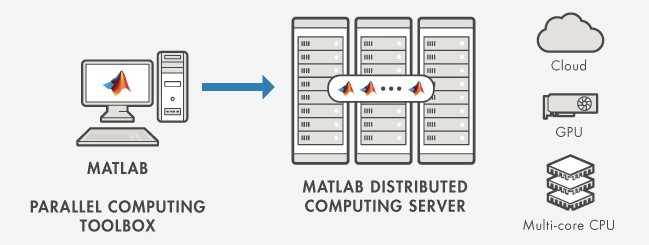 MATLAB
PARALLEL COMPUTING
TOOLBOX
MATLAB DISTRIBUTED
COMPUTING SERVER
Cloud
GPU
Multi-core CPU